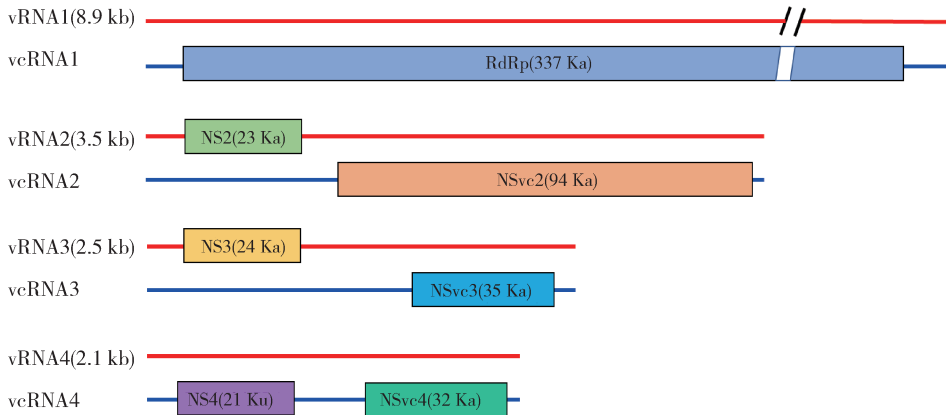 vRNA1(8.9 kb)
vcRNA1
RdRp(337 Ka)
vRNA2(3.5 kb)
NS2(23 Ka)
vcRNA2
NSvc2(94 Ka)
vRNA3(2.5 kb)
NS3(24 Ka)
vcRNA3
NSvc3(35 Ka)
vRNA4(2.1 kb)
vcRNA4
NS4(21 Ku)
NSvc4(32 Ka)